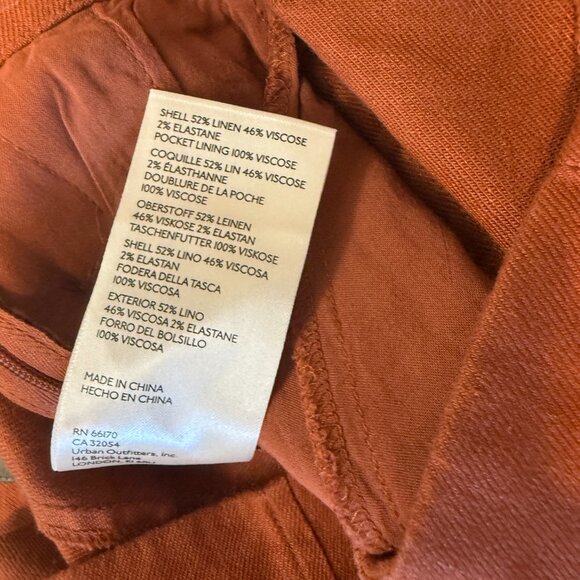 SHELL 52% LINEN 46% VISCOSE
2% ELASTANE
POCKET LINING 100% VISCOSE
COQUILLE 52% LIN 46% VISCOSE
2% ÉLASTHANNE
DOUBLURE DE LA POCHE
100% VISCOSE
OBERSTOFF 52% LEINEN
46% VISKOSE 2% ELASTAN
TASCHENFUTTER 100% VISKOSE
SHELL 52% LINO 46% VISCOSA
2% ELASTAN
FODERA DELLA TASCA
100% VISCOSA
EXTERIOR 52% LINO
46% VISCOSA 2% ELASTANE
FORRO DEL BOLSILLO
100% VISCOSA
MADE IN CHINA
HECHO EN CHINA
RN 66170
CA 32054
Urban Outfitters, Inc.
146 Brick Lane
LONDON,